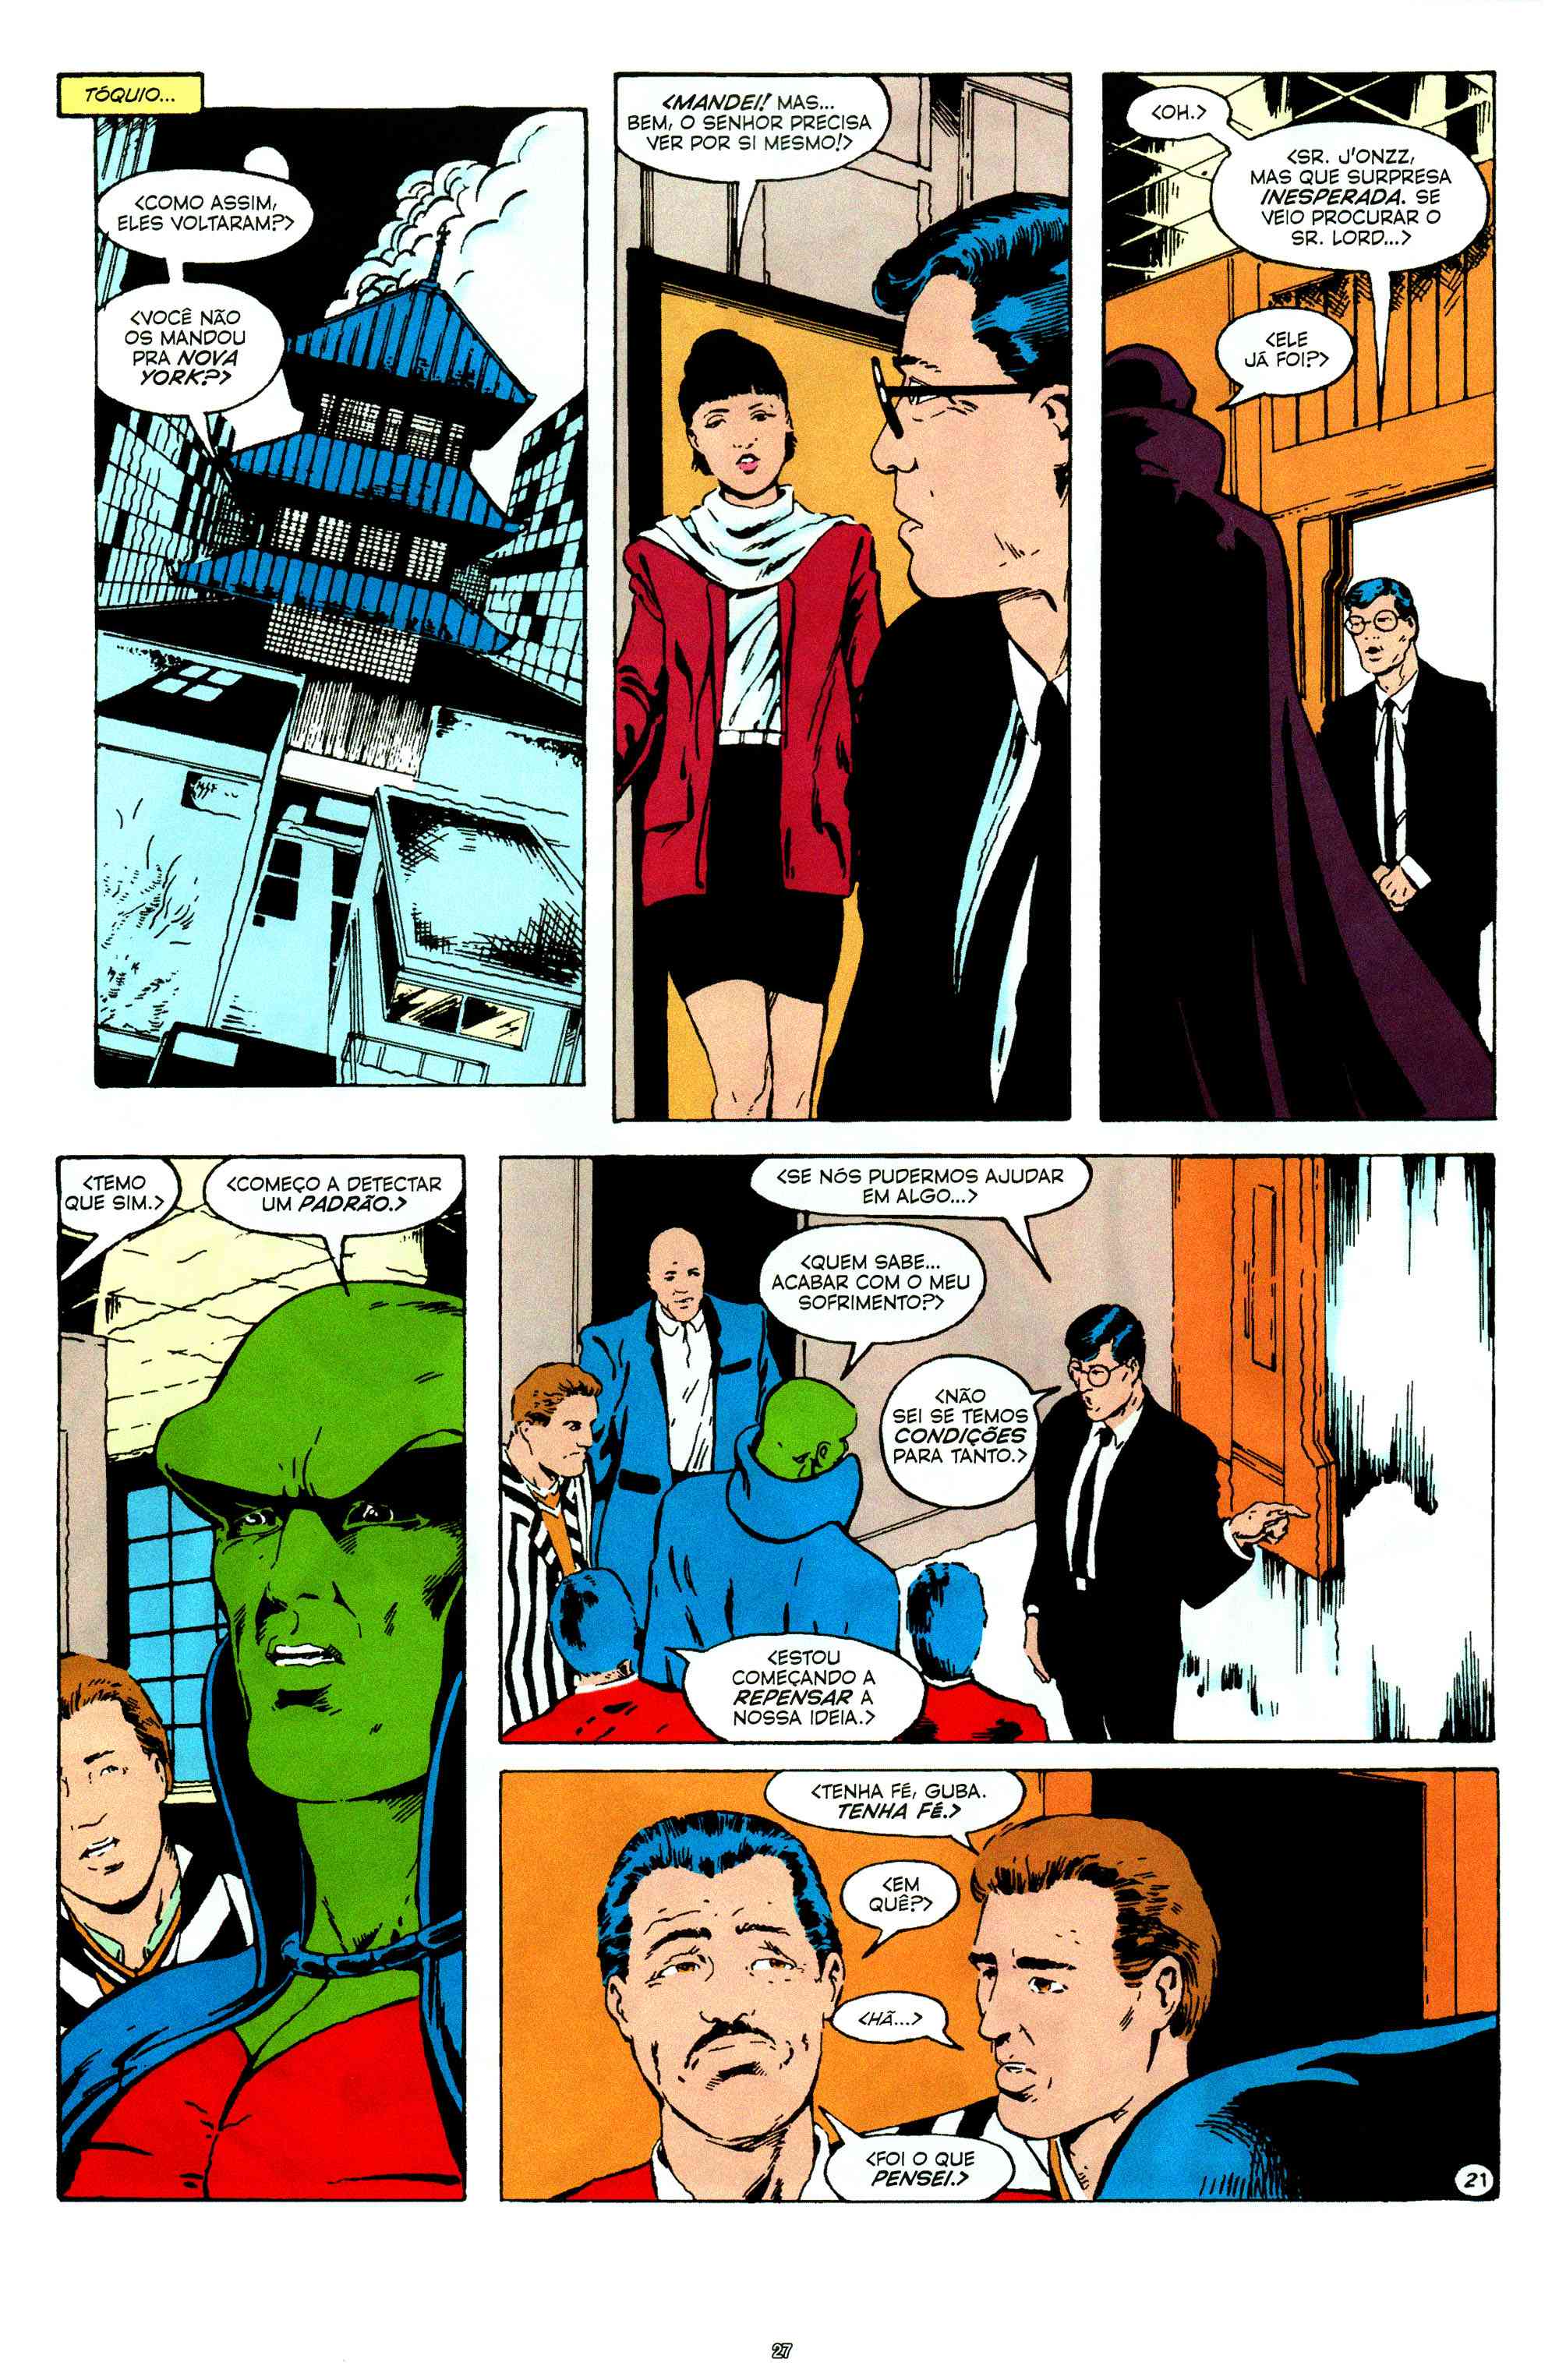 TÓQUIO...
<COMO ASSIM,
ELES VOLTARAM?>
<VOCÊ NÃO
OS MANDOU
PRA NOVA
YORK?>
<MANDEI! MAS...
BEM, O SENHOR PRECISA
VER POR SI MESMO!>
<OH.>
<SR. J'ONZZ,
MAS QUE SURPRESA
INESPERADA. SE
VEIO PROCURAR O
SR. LORD...>
<ELE
JÁ FOI?>
<TEMO
QUE SIM.>
<COMEÇO A DETECTAR
UM PADRÃO.>
<SE NÓS PUDERMOS AJUDAR
EM ALGO...>
<QUEM SABE...
ACABAR COM O MEU
SOFRIMENTO?>
<NÃO
SEI SE TEMOS
CONDIÇÕES
PARA TANTO.>
<ESTOU
COMEÇANDO A
REPENSAR A
NOSSA IDEIA.>
<TENHA FÉ, GUBA.
TENHA FÉ.>
<EM
QUÊ?>
<HÃ...>
<FOI O QUE
PENSEI.>
21
27